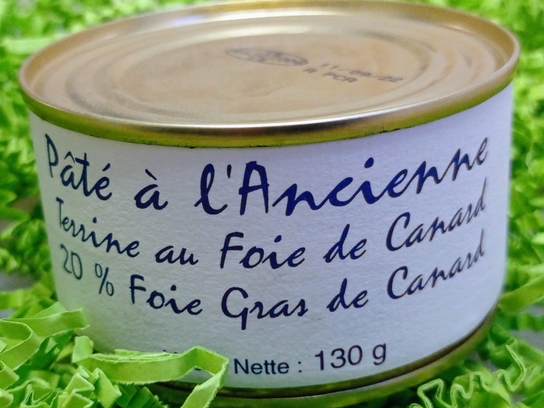 Pâté à l'Ancienne
Terrine au Foie de Canard
20 % Foie Gras de Canard
Nette : 130 g